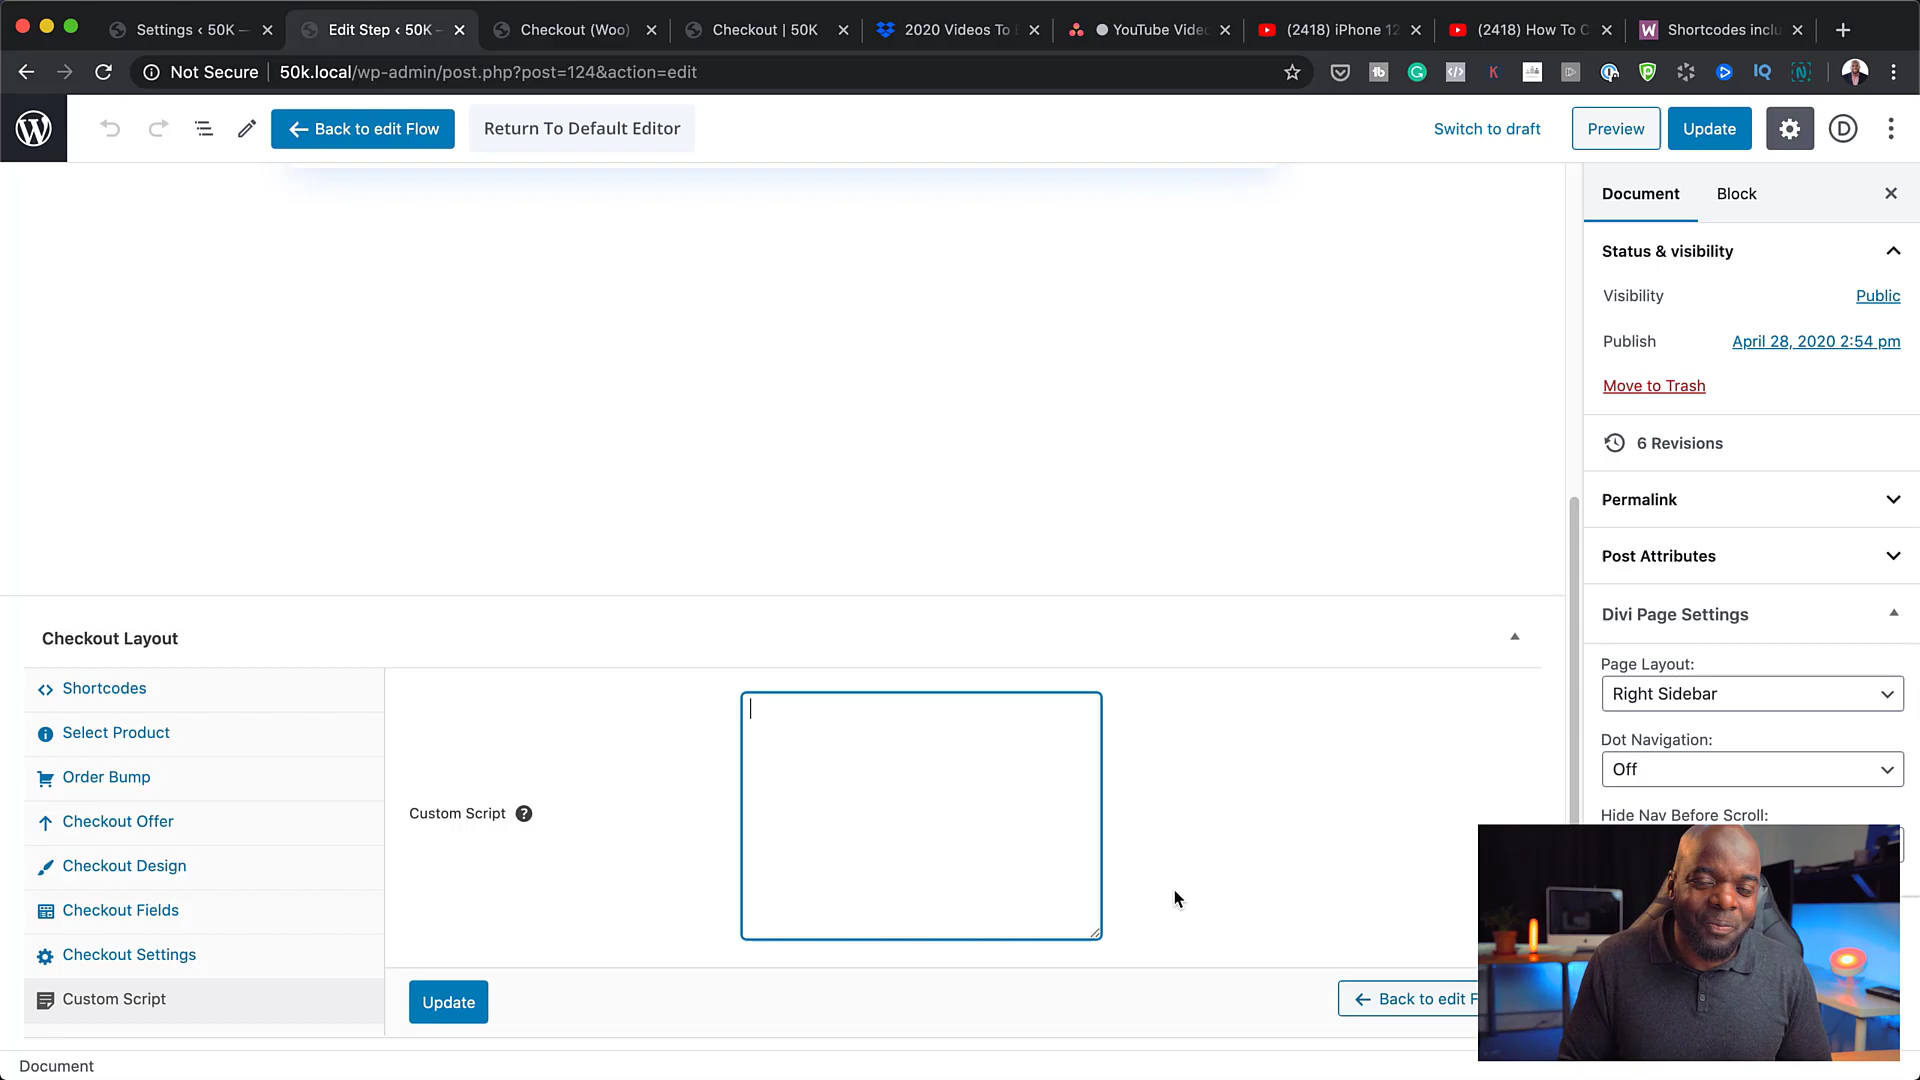 Settings ‹ 50K —
Edit Step ‹ 50K –
Checkout (Woo)
Checkout | 50K
2020 Videos To
YouTube Vide
(2418) iPhone 12
(2418) How To C
Shortcodes inclu
Not Secure
50k.local/wp-admin/post.php?post=124&action=edit
Back to edit Flow
Return To Default Editor
Switch to draft
Preview
Update
Document
Block
Status & visibility
Visibility
Public
Publish
April 28, 2020 2:54 pm
Move to Trash
6 Revisions
Permalink
Post Attributes
Divi Page Settings
Page Layout:
Right Sidebar
Dot Navigation:
Off
Hide Nav Before Scroll:
Checkout Layout
Shortcodes
Select Product
Order Bump
Checkout Offer
Checkout Design
Checkout Fields
Checkout Settings
Custom Script
Custom Script
Update
Back to edit F
Document